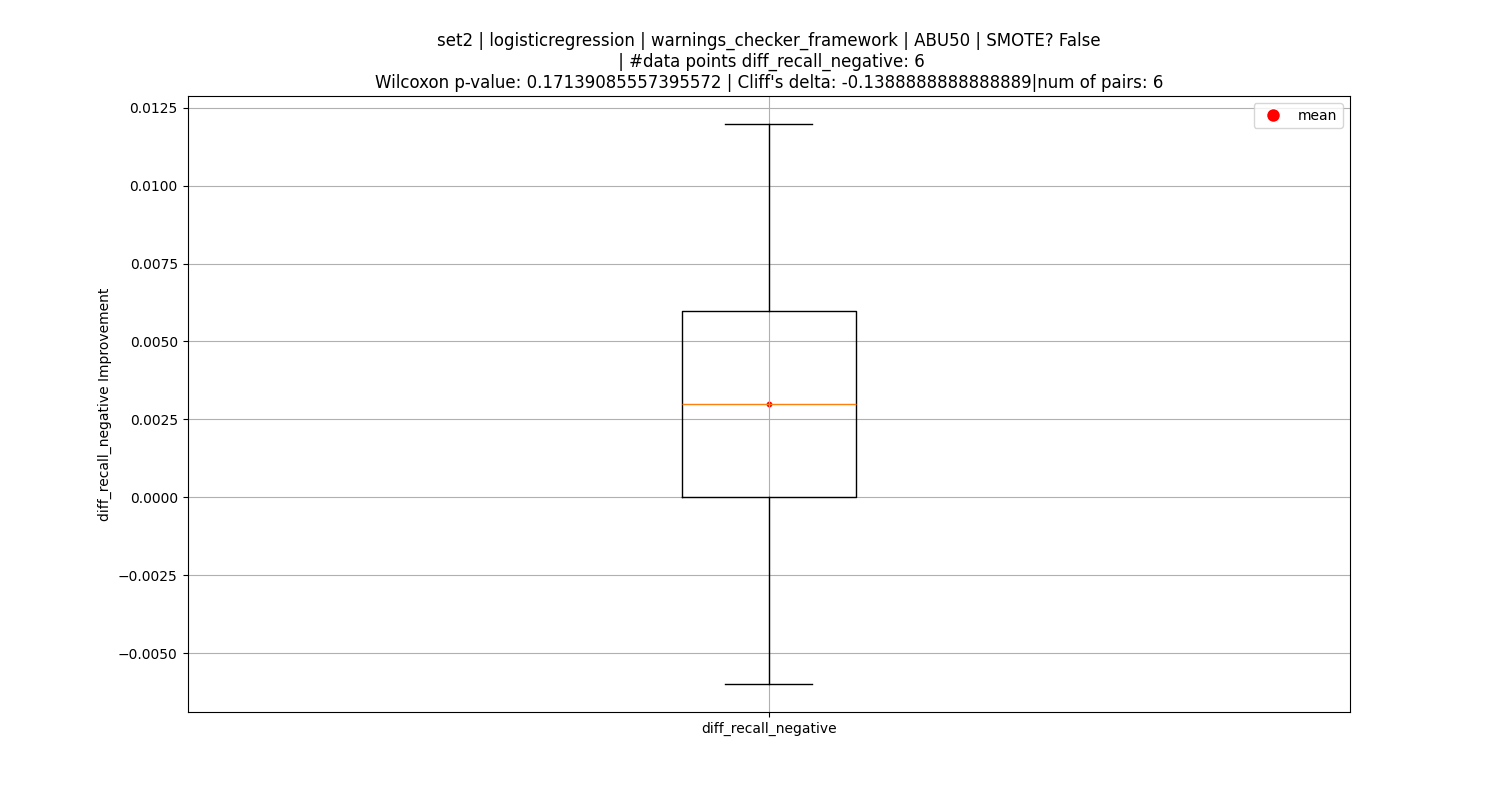 set2 | logisticregression | warnings_checker_framework | ABU50 | SMOTE? False
| #data points diff_recall_negative: 6
Wilcoxon p-value: 0.17139085557395572 | Cliff's delta: -0.1388888888888889|num of pairs: 6
mean
0.0125
0.0100
0.0075
0.0050
0.0025
0.0000
−0.0025
−0.0050
diff_recall_negative Improvement
diff_recall_negative